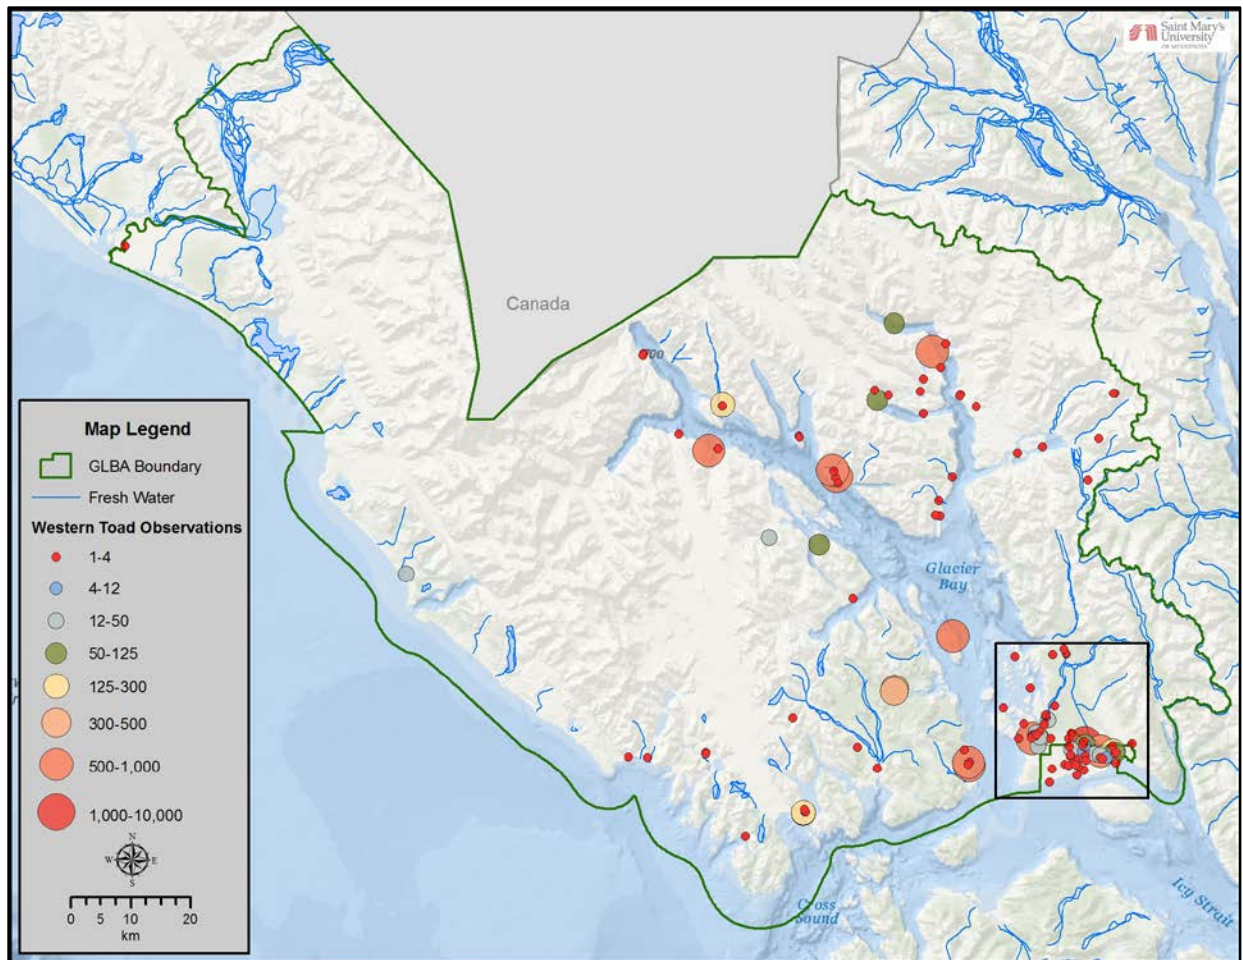 Saint Mary's
University
OF MINNESOTA
Canada
Map Legend
GLBA Boundary
Fresh Water
Western Toad Observations
1-4
4-12
12-50
50-125
125-300
300-500
500-1,000
1,000-10,000
N
W
E
S
0 5 10 20
km
Glacier
Bay
Cross
Sound
Icy Strait